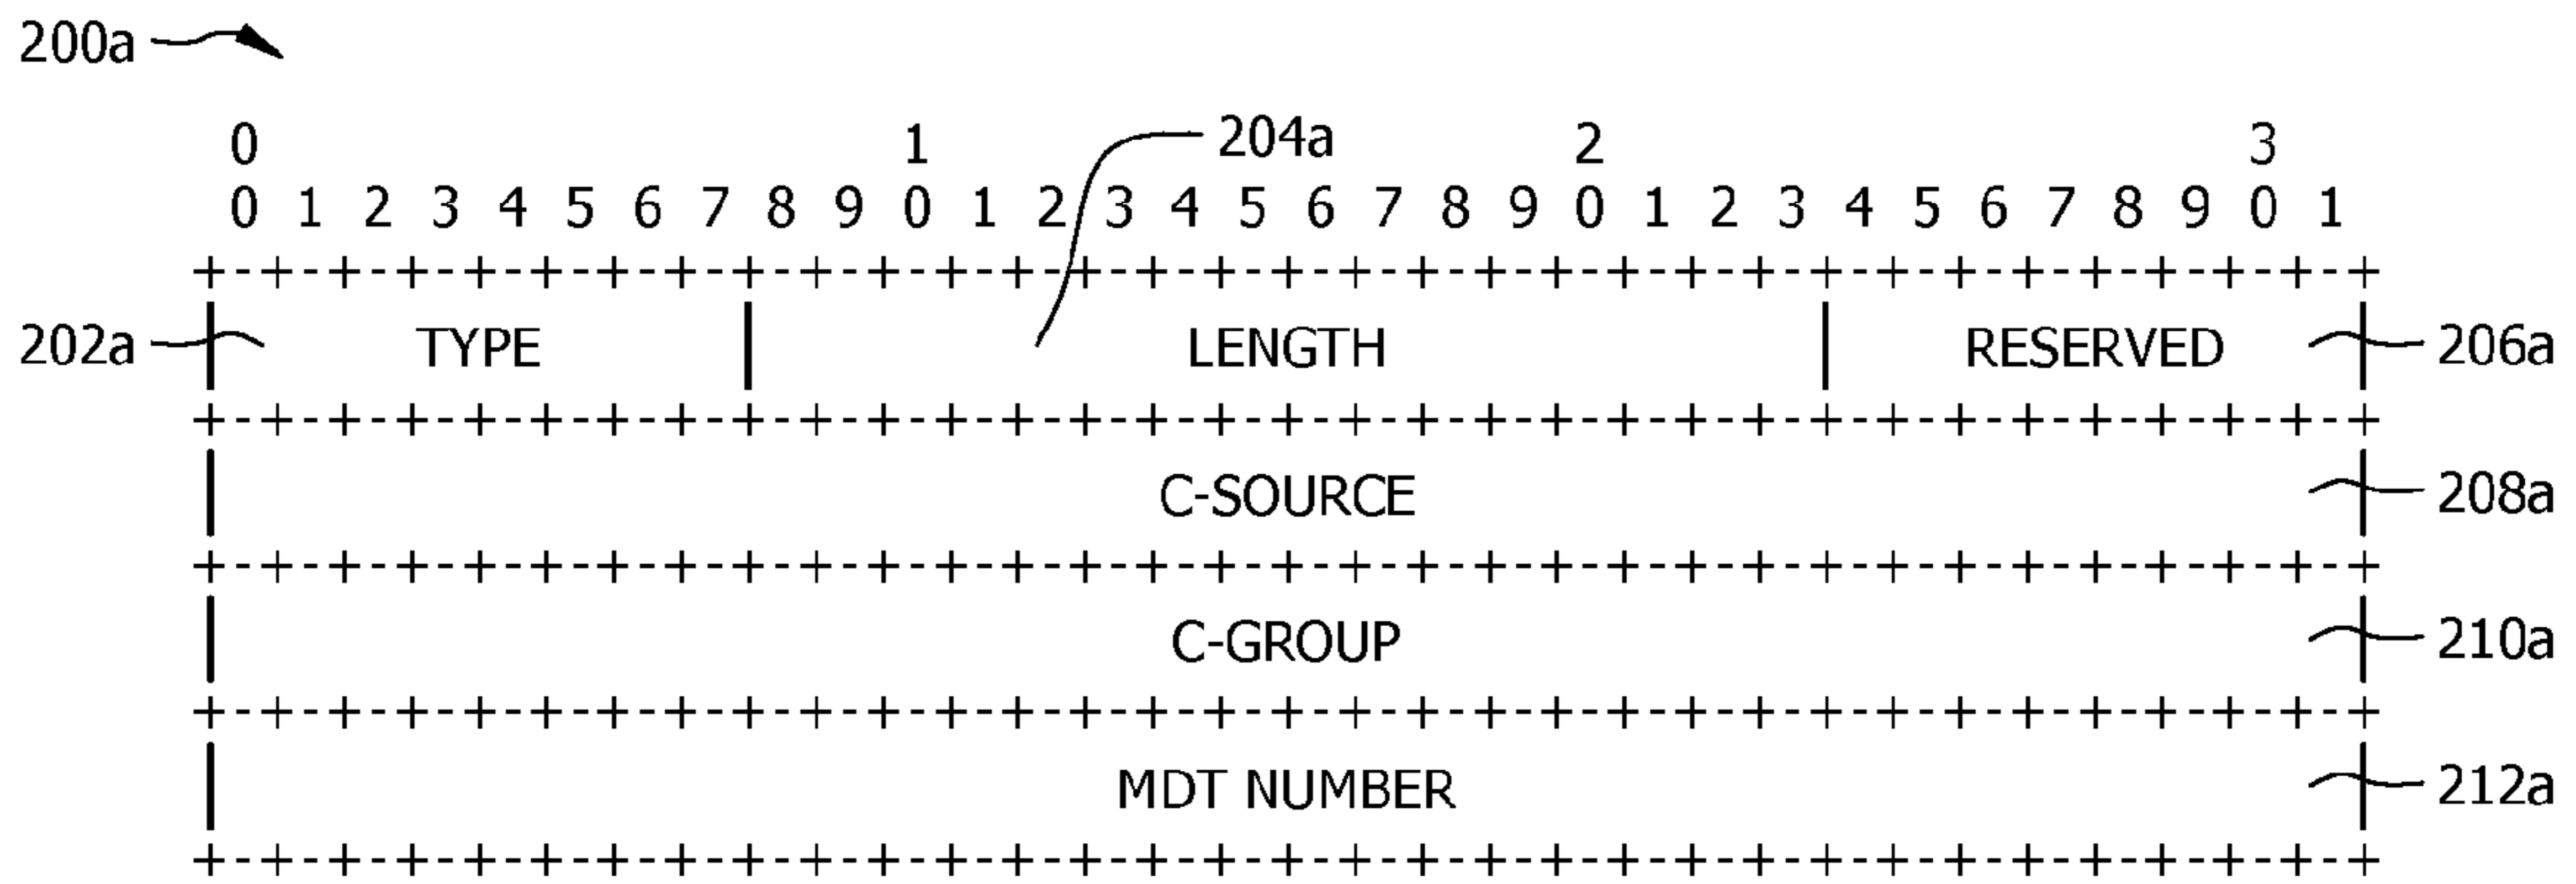 200a
0 1 204a 2 3
0 1 2 3 4 5 6 7 8 9 0 1 2 3 4 5 6 7 8 9 0 1 2 3 4 5 6 7 8 9 0 1
202a TYPE LENGTH RESERVED 206a
C-SOURCE 208a
C-GROUP 210a
MDT NUMBER 212a